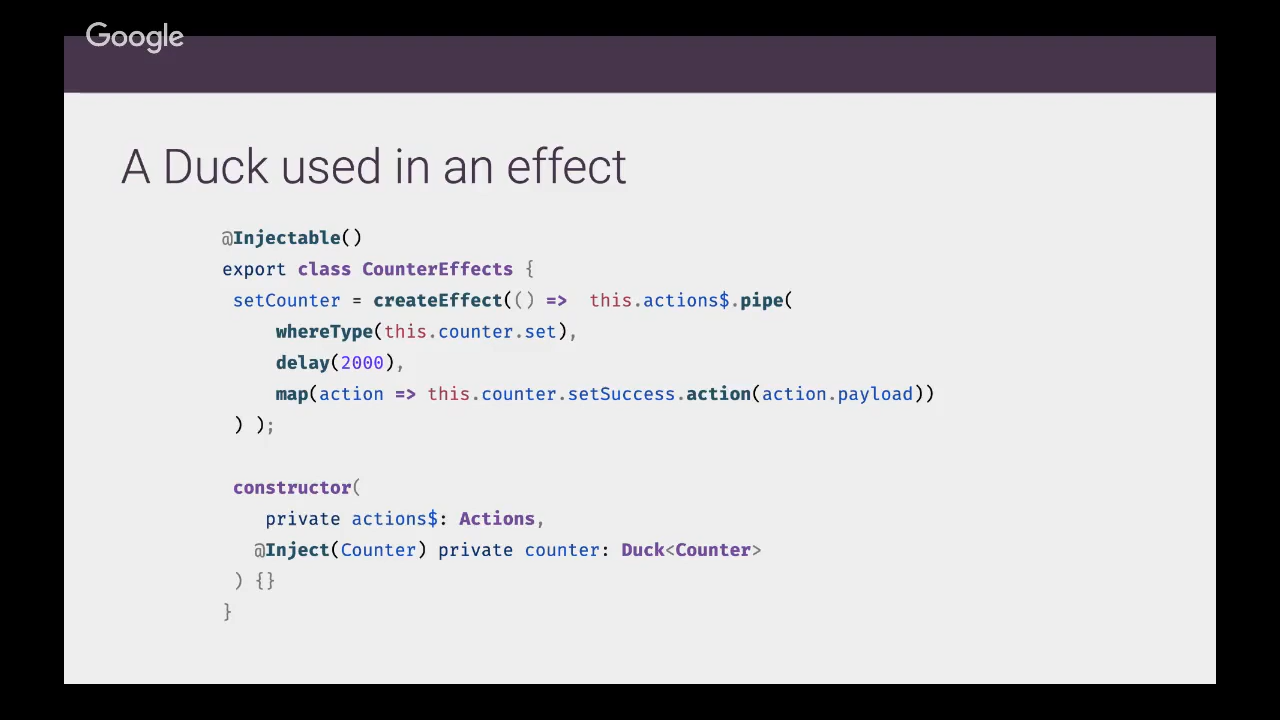 Google
A Duck used in an effect
@Injectable()
export class CounterEffects {
setCounter = createEffect(() => this.actions$.pipe(
whereType(this.counter.set),
delay(2000),
map(action => this.counter.setSuccess.action(action.payload))
) );
constructor(
private actions$: Actions,
@Inject(Counter) private counter: Duck<Counter>
) {}
}